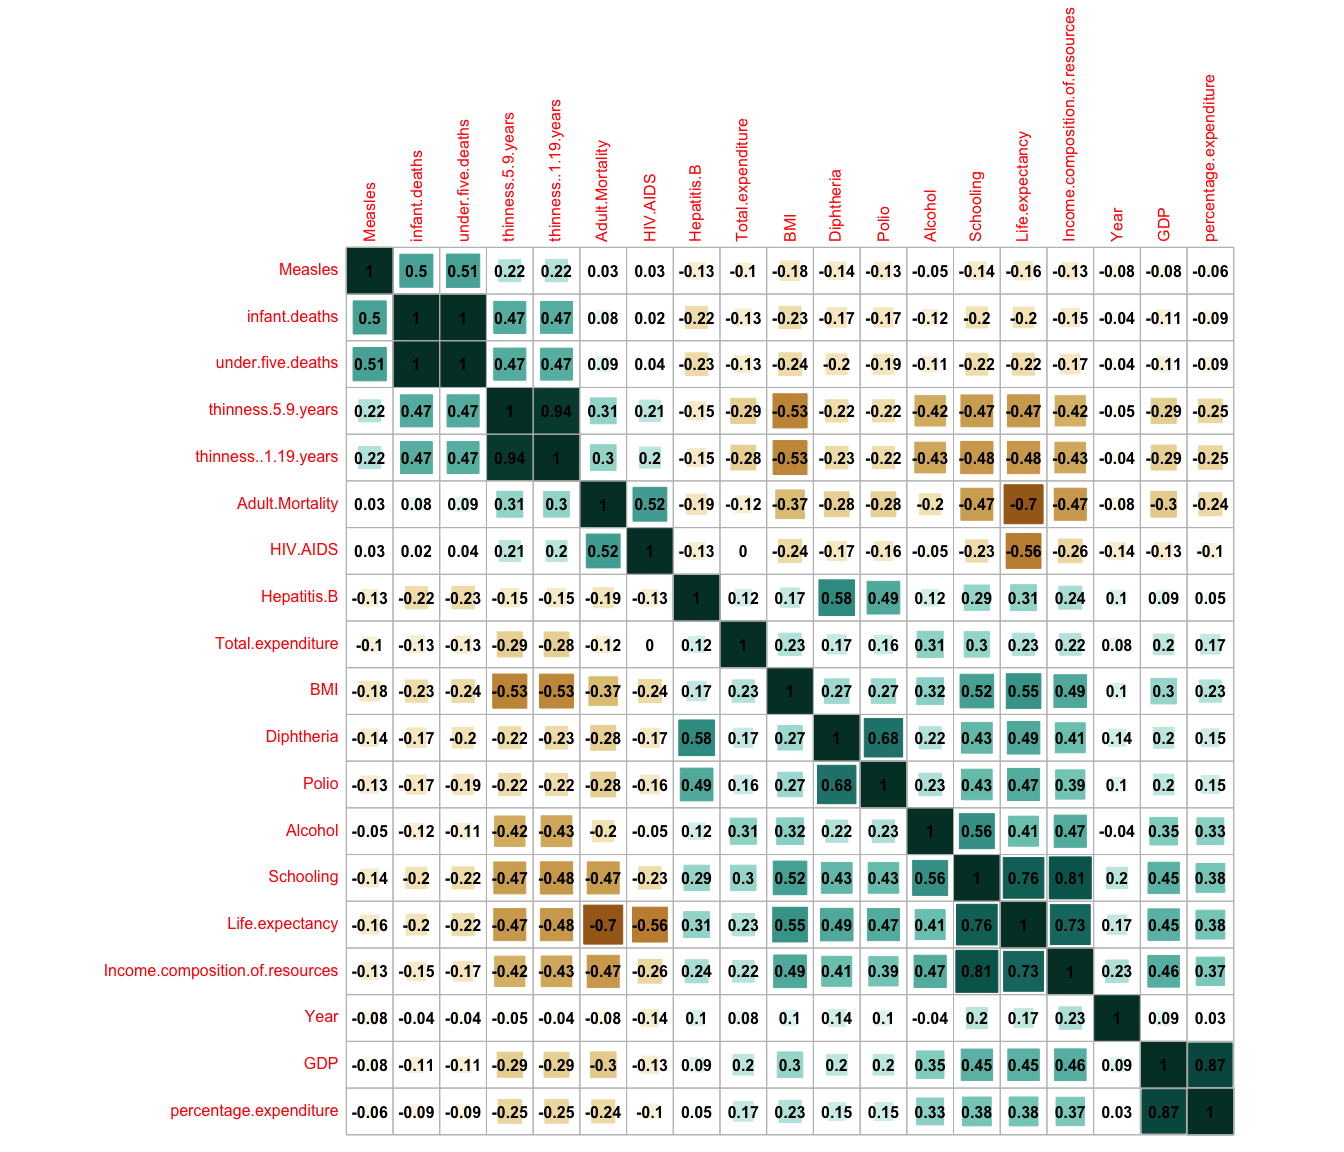 Measles infant.deaths under.five.deaths thinness.5.9.years thinness..1.19.years Adult.Mortality HIV.AIDS Hepatitis.B Total.expenditure BMI Diphtheria Polio Alcohol Schooling Life.expectancy Income.composition.of.resources Year GDP percentage.expenditure
Measles 1 0.5 0.51 0.22 0.22 0.03 0.03 -0.13 -0.1 -0.18 -0.14 -0.13 -0.05 -0.14 -0.16 -0.13 -0.08 -0.08 -0.06
infant.deaths 0.5 1 1 0.47 0.47 0.08 0.02 -0.22 -0.13 -0.23 -0.17 -0.17 -0.12 -0.2 -0.2 -0.15 -0.04 -0.11 -0.09
under.five.deaths 0.51 1 1 0.47 0.47 0.09 0.04 -0.23 -0.13 -0.24 -0.2 -0.19 -0.11 -0.22 -0.22 -0.17 -0.04 -0.11 -0.09
thinness.5.9.years 0.22 0.47 0.47 1 0.94 0.31 0.21 -0.15 -0.29 -0.53 -0.22 -0.22 -0.42 -0.47 -0.47 -0.42 -0.05 -0.29 -0.25
thinness..1.19.years 0.22 0.47 0.47 0.94 1 0.3 0.2 -0.15 -0.28 -0.53 -0.23 -0.22 -0.43 -0.48 -0.48 -0.43 -0.04 -0.29 -0.25
Adult.Mortality 0.03 0.08 0.09 0.31 0.3 1 0.52 -0.19 -0.12 -0.37 -0.28 -0.28 -0.2 -0.47 -0.7 -0.47 -0.08 -0.3 -0.24
HIV.AIDS 0.03 0.02 0.04 0.21 0.2 0.52 1 -0.13 0 -0.24 -0.17 -0.16 -0.05 -0.23 -0.56 -0.26 -0.14 -0.13 -0.1
Hepatitis.B -0.13 -0.22 -0.23 -0.15 -0.15 -0.19 -0.13 1 0.12 0.17 0.58 0.49 0.12 0.29 0.31 0.24 0.1 0.09 0.05
Total.expenditure -0.1 -0.13 -0.13 -0.29 -0.28 -0.12 0 0.12 1 0.23 0.17 0.16 0.31 0.3 0.23 0.22 0.08 0.2 0.17
BMI -0.18 -0.23 -0.24 -0.53 -0.53 -0.37 -0.24 0.17 0.23 1 0.27 0.27 0.32 0.52 0.55 0.49 0.1 0.3 0.23
Diphtheria -0.14 -0.17 -0.2 -0.22 -0.23 -0.28 -0.17 0.58 0.17 0.27 1 0.68 0.22 0.43 0.49 0.41 0.14 0.2 0.15
Polio -0.13 -0.17 -0.19 -0.22 -0.22 -0.28 -0.16 0.49 0.16 0.27 0.68 1 0.23 0.43 0.47 0.39 0.1 0.2 0.15
Alcohol -0.05 -0.12 -0.11 -0.42 -0.43 -0.2 -0.05 0.12 0.31 0.32 0.22 0.23 1 0.56 0.41 0.47 -0.04 0.35 0.33
Schooling -0.14 -0.2 -0.22 -0.47 -0.48 -0.47 -0.23 0.29 0.3 0.52 0.43 0.43 0.56 1 0.76 0.81 0.2 0.45 0.38
Life.expectancy -0.16 -0.2 -0.22 -0.47 -0.48 -0.7 -0.56 0.31 0.23 0.55 0.49 0.47 0.41 0.76 1 0.73 0.17 0.45 0.38
Income.composition.of.resources -0.13 -0.15 -0.17 -0.42 -0.43 -0.47 -0.26 0.24 0.22 0.49 0.41 0.39 0.47 0.81 0.73 1 0.23 0.46 0.37
Year -0.08 -0.04 -0.04 -0.05 -0.04 -0.08 -0.14 0.1 0.08 0.1 0.14 0.1 -0.04 0.2 0.17 0.23 1 0.09 0.03
GDP -0.08 -0.11 -0.11 -0.29 -0.29 -0.3 -0.13 0.09 0.2 0.3 0.2 0.2 0.35 0.45 0.45 0.46 0.09 1 0.87
percentage.expenditure -0.06 -0.09 -0.09 -0.25 -0.25 -0.24 -0.1 0.05 0.17 0.23 0.15 0.15 0.33 0.38 0.38 0.37 0.03 0.87 1